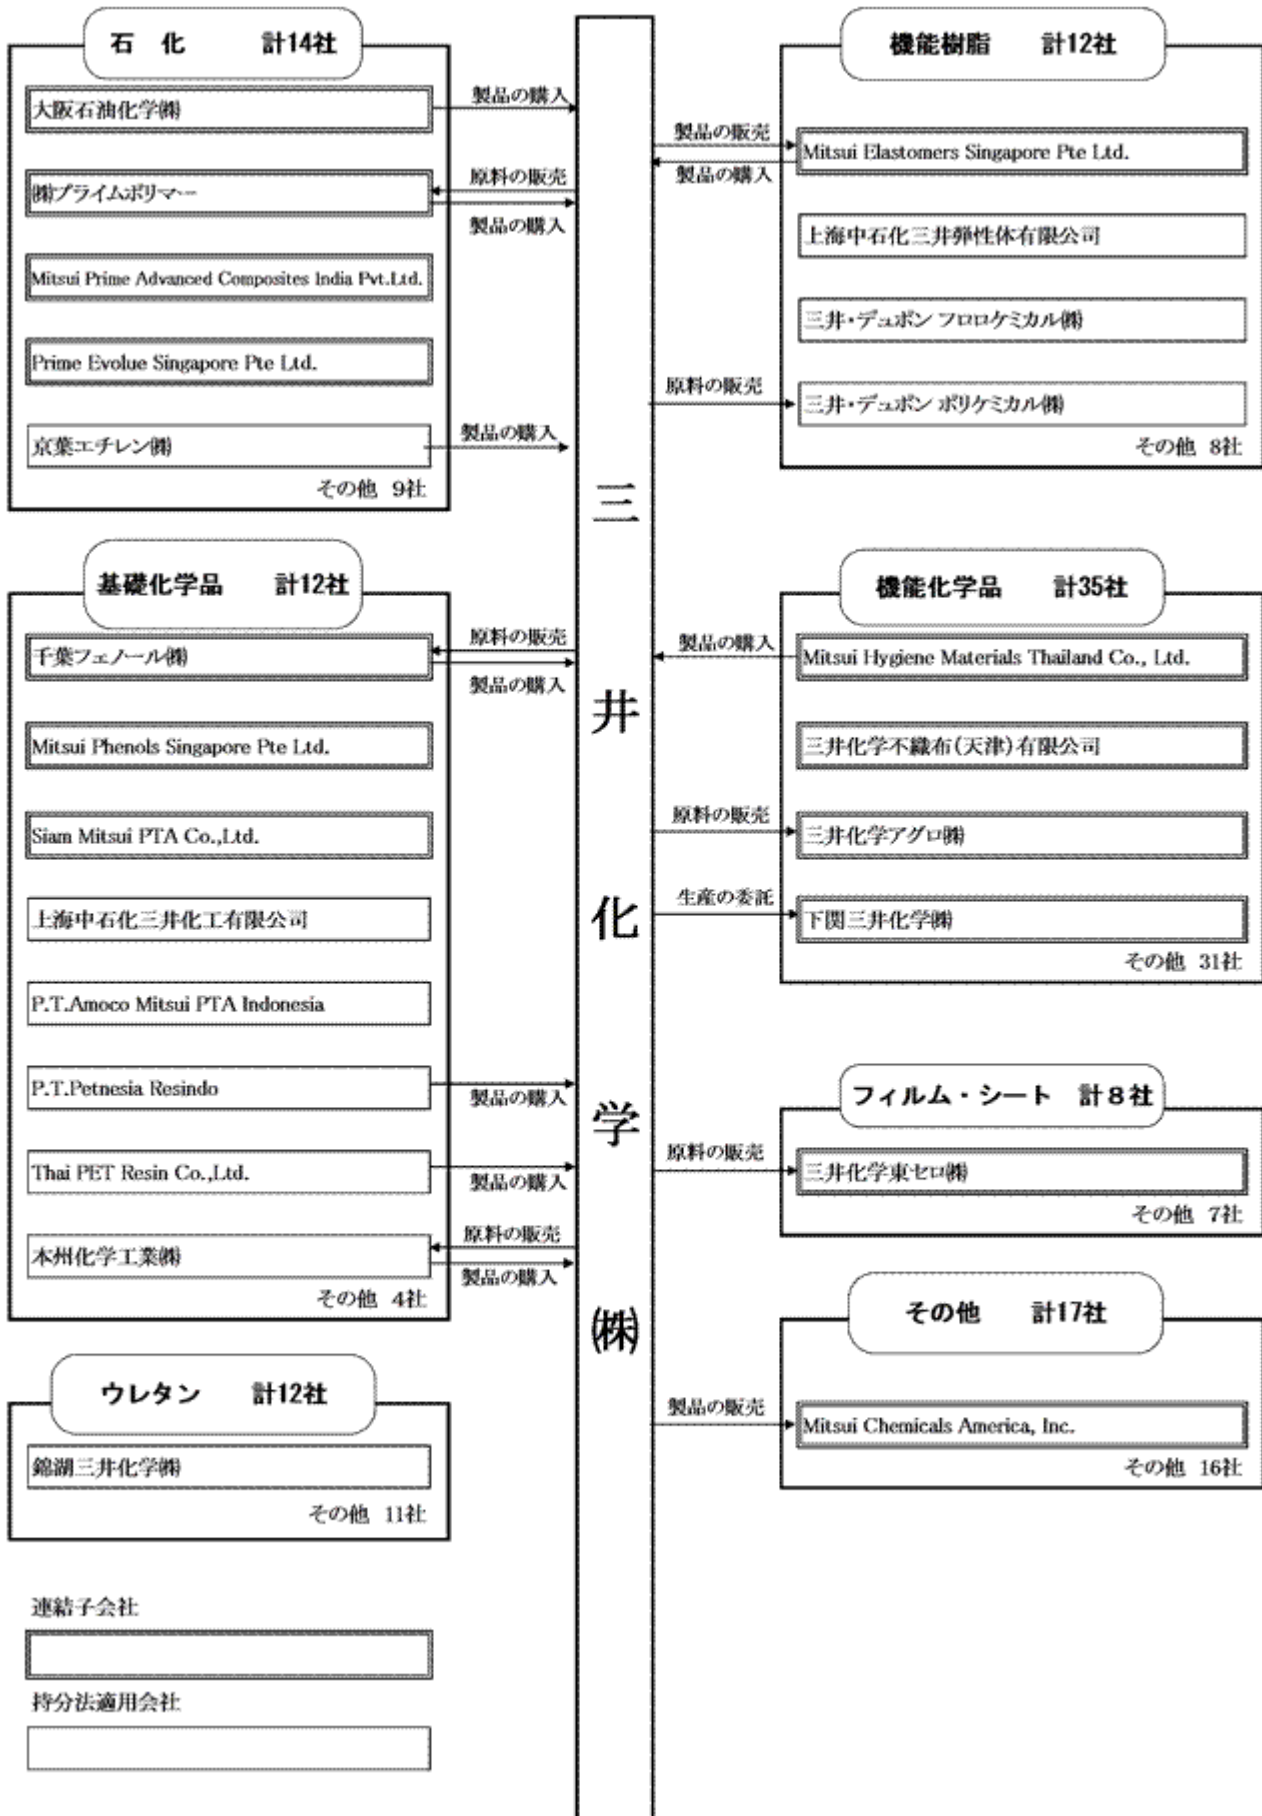 石 化 計14社
大阪石油化学㈱
製品の購入
㈱プライムポリマー
原料の販売
製品の購入
Mitsui Prime Advanced Composites India Pvt.Ltd.
Prime Evolue Singapore Pte Ltd.
京葉エチレン㈱
製品の購入
その他 9社
基礎化学品 計12社
千葉フェノール㈱
原料の販売
製品の購入
Mitsui Phenols Singapore Pte Ltd.
Siam Mitsui PTA Co.,Ltd.
上海中石化三井化工有限公司
P.T.Amoco Mitsui PTA Indonesia
P.T.Petnesia Resindo
製品の購入
Thai PET Resin Co.,Ltd.
製品の購入
本州化学工業㈱
原料の販売
製品の購入
その他 4社
ウレタン 計12社
錦湖三井化学㈱
その他 11社
連結子会社
持分法適用会社
三井化学㈱
機能樹脂 計12社
製品の販売
製品の購入
Mitsui Elastomers Singapore Pte Ltd.
上海中石化三井弾性体有限公司
三井・デュポン フロロケミカル㈱
原料の販売
三井・デュポン ポリケミカル㈱
その他 8社
機能化学品 計35社
製品の購入
Mitsui Hygiene Materials Thailand Co., Ltd.
三井化学不織布(天津)有限公司
原料の販売
三井化学アグロ㈱
生産の委託
下関三井化学㈱
その他 31社
フィルム・シート 計8社
原料の販売
三井化学東セロ㈱
その他 7社
その他 計17社
製品の販売
Mitsui Chemicals America, Inc.
その他 16社